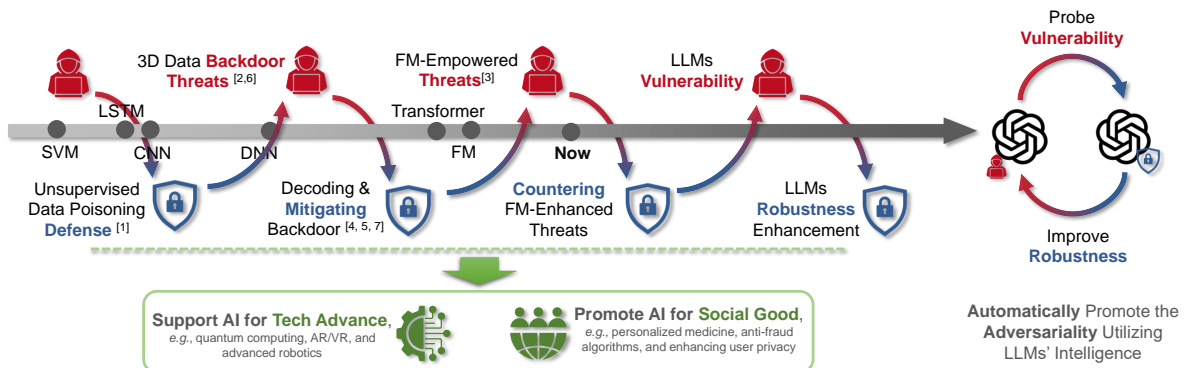 3D Data Backdoor
Threats [2,6]
FM-Empowered
Threats[3]
LLMs
Vulnerability
Probe
Vulnerability
LSTM
Transformer
SVM
CNN
DNN
FM
Now
Unsupervised
Data Poisoning
Defense [1]
Decoding &
Mitigating
Backdoor [4, 5, 7]
Countering
FM-Enhanced
Threats
LLMs
Robustness
Enhancement
Improve
Robustness
Support AI for Tech Advance,
e.g., quantum computing, AR/VR, and
advanced robotics
Promote AI for Social Good,
e.g., personalized medicine, anti-fraud
algorithms, and enhancing user privacy
Automatically Promote the
Adversariality Utilizing
LLMs' Intelligence